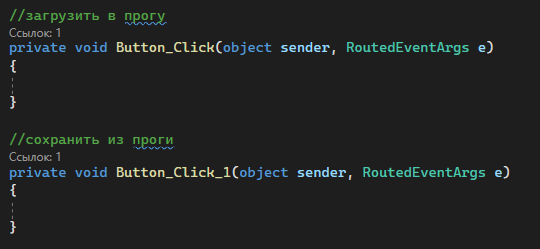 //загрузить в прогу
Ссылок: 1
private void Button_Click(object sender, RoutedEventArgs e)
{
}
//сохранить из проги
Ссылок: 1
private void Button_Click_1(object sender, RoutedEventArgs e)
{
}